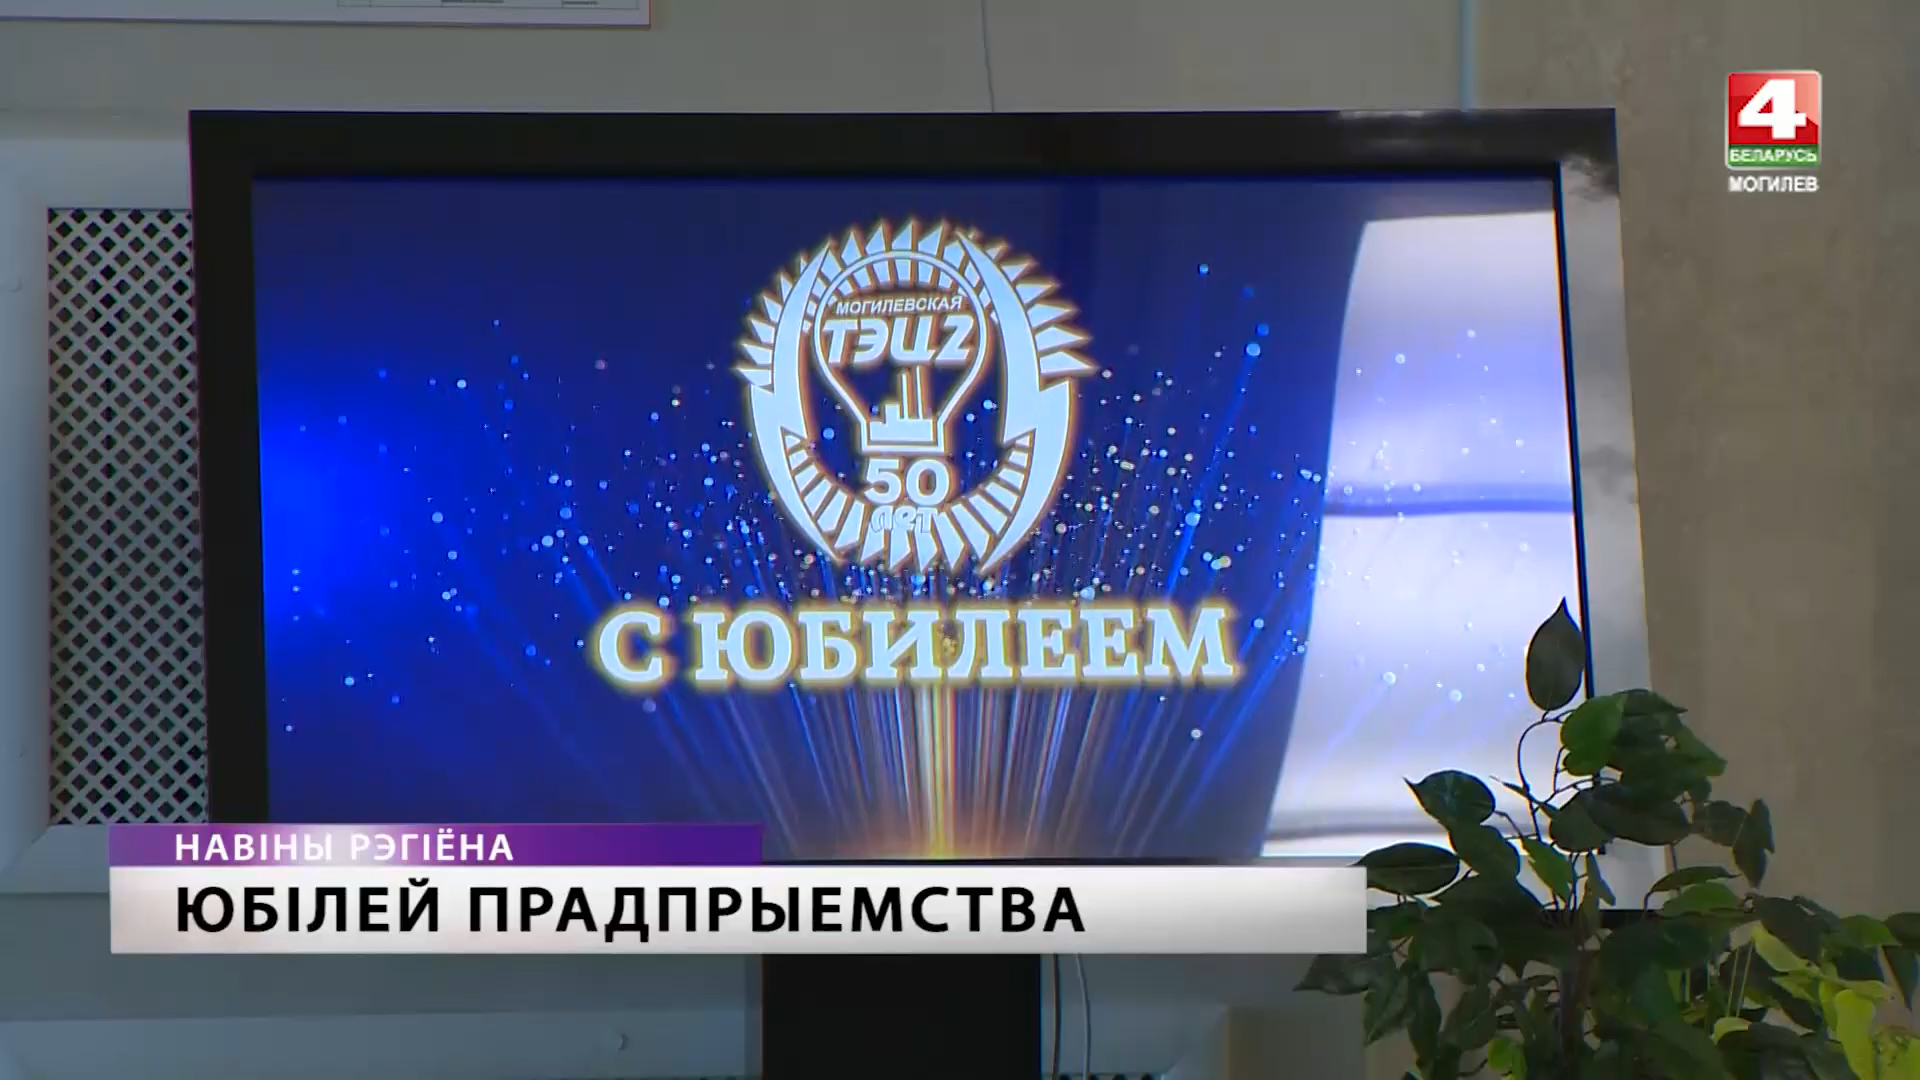 4
БЕЛАРУСЬ
МОГИЛЕВ
МОГИЛЕВСКАЯ
ТЭЦ2
50
лет
С ЮБИЛЕЕМ
НАВІНЫ РЭГІЁНА
ЮБІЛЕЙ ПРАДПРЫЕМСТВА